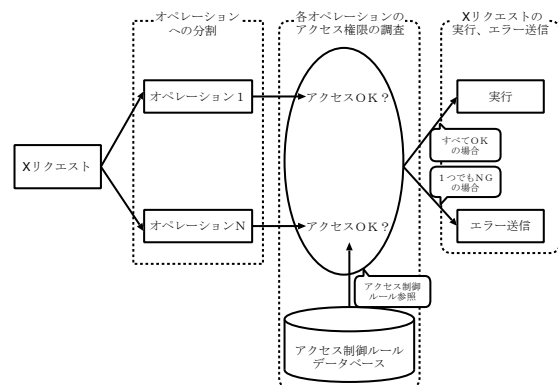 オペレーション
への分割
各オペレーションの
アクセス権限の調査
Xリクエストの
実行、エラー送信
オペレーション１
アクセスOK？
実行
すべてOK
の場合
Xリクエスト
１つでもNG
の場合
オペレーションN
アクセスOK？
エラー送信
アクセス制御
ルール参照
アクセス制御ルール
データベース